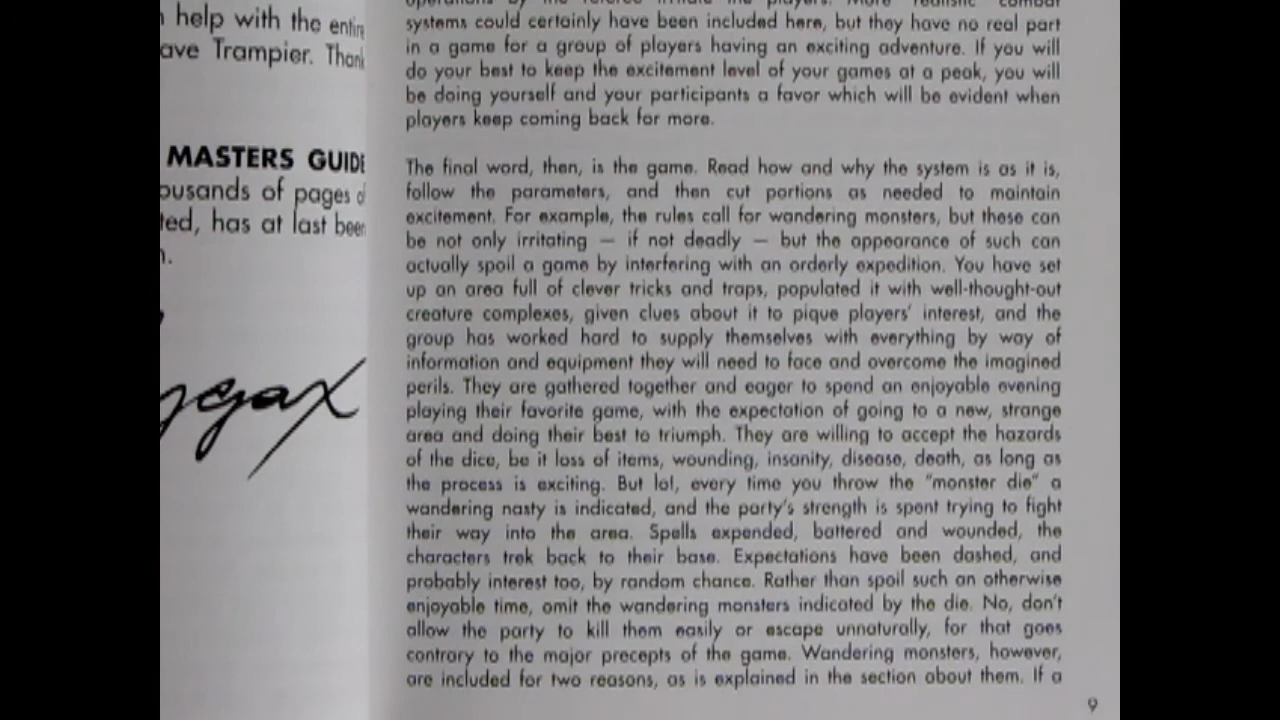 help with the entire
ave Trampier. Thank
MASTERS GUIDE
ousands of pages o
ted, has at last been
n.
ygax
operations by the referee irritate the players. More "realistic" combat
systems could certainly have been included here, but they have no real part
in a game for a group of players having an exciting adventure. If you will
do your best to keep the excitement level of your games at a peak, you will
be doing yourself and your participants a favor which will be evident when
players keep coming back for more.
The final word, then, is the game. Read how and why the system is as it is,
follow the parameters, and then cut portions as needed to maintain
excitement. For example, the rules call for wandering monsters, but these can
be not only irritating — if not deadly — but the appearance of such can
actually spoil a game by interfering with an orderly expedition. You have set
up an area full of clever tricks and traps, populated it with well-thought-out
creature complexes, given clues about it to pique players' interest, and the
group has worked hard to supply themselves with everything by way of
information and equipment they will need to face and overcome the imagined
perils. They are gathered together and eager to spend an enjoyable evening
playing their favorite game, with the expectation of going to a new, strange
area and doing their best to triumph. They are willing to accept the hazards
of the dice, be it loss of items, wounding, insanity, disease, death, as long as
the process is exciting. But lo!, every time you throw the "monster die" a
wandering nasty is indicated, and the party's strength is spent trying to fight
their way into the area. Spells expended, battered and wounded, the
characters trek back to their base. Expectations have been dashed, and
probably interest too, by random chance. Rather than spoil such an otherwise
enjoyable time, omit the wandering monsters indicated by the die. No, don't
allow the party to kill them easily or escape unnaturally, for that goes
contrary to the major precepts of the game. Wandering monsters, however,
are included for two reasons, as is explained in the section about them. If a
9